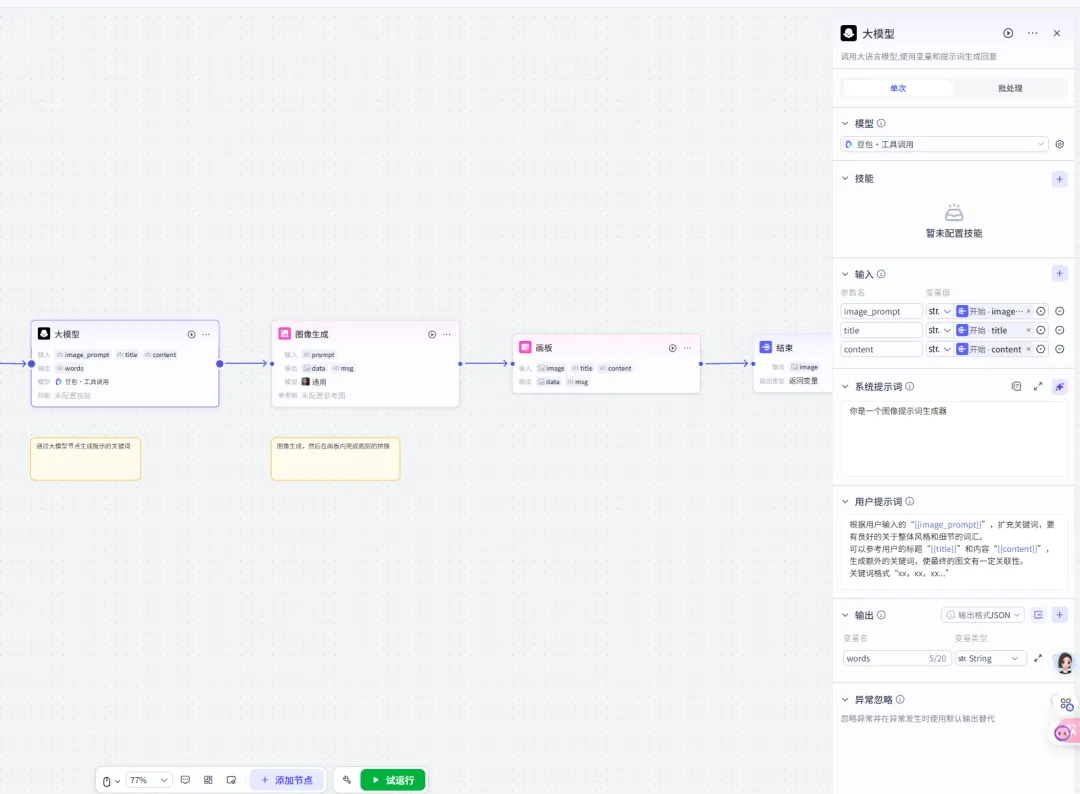 大模型
输入 str. image_prompt str. title str. content
输出 str. words
模型 豆包・工具调用
技能 未配置技能
通过大模型节点生成提示的关键词
图像生成
输入 str. prompt
输出 data str. msg
模型 通用
参考图 未配置参考图
图像生成，然后在画板内完成图层的拼接
画板
输入 image str. title str. content
输出 data str. msg
结束
输出 image
输出类型 返回变量
77%
添加节点
试运行
大模型
调用大语言模型,使用变量和提示词生成回复
单次 批处理
模型
豆包・工具调用
技能
暂未配置技能
输入
参数名 变量值
image_prompt str. 开始 - image···
title str. 开始 - title
content str. 开始 - content
系统提示词
你是一个图像提示词生成器
用户提示词
根据用户输入的“{{image_prompt}}”，扩充关键词，要
有良好的关于整体风格和细节的词汇。
可以参考用户的标题“{{title}}”和内容“{{content}}”，
生成额外的关键词，使最终的图文有一定关联性。
关键词格式“xx，xx，xx...”
输出 输出格式JSON
变量名 变量类型
words 5/20 str. String
异常忽略
忽略异常并在异常发生时使用默认输出替代